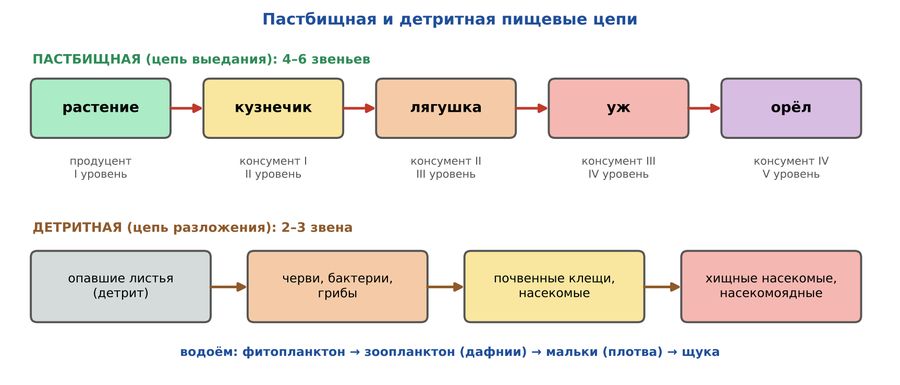 Пастбищная и детритная пищевые цепи
ПАСТБИЩНАЯ (цепь выедания): 4–6 звеньев
растение
кузнечик
лягушка
уж
орёл
продуцент
I уровень
консумент I
II уровень
консумент II
III уровень
консумент III
IV уровень
консумент IV
V уровень
ДЕТРИТНАЯ (цепь разложения): 2–3 звена
опавшие листья
(детрит)
черви, бактерии,
грибы
почвенные клещи,
насекомые
хищные насекомые,
насекомоядные
водоём: фитопланктон → зоопланктон (дафнии) → мальки (плотва) → щука